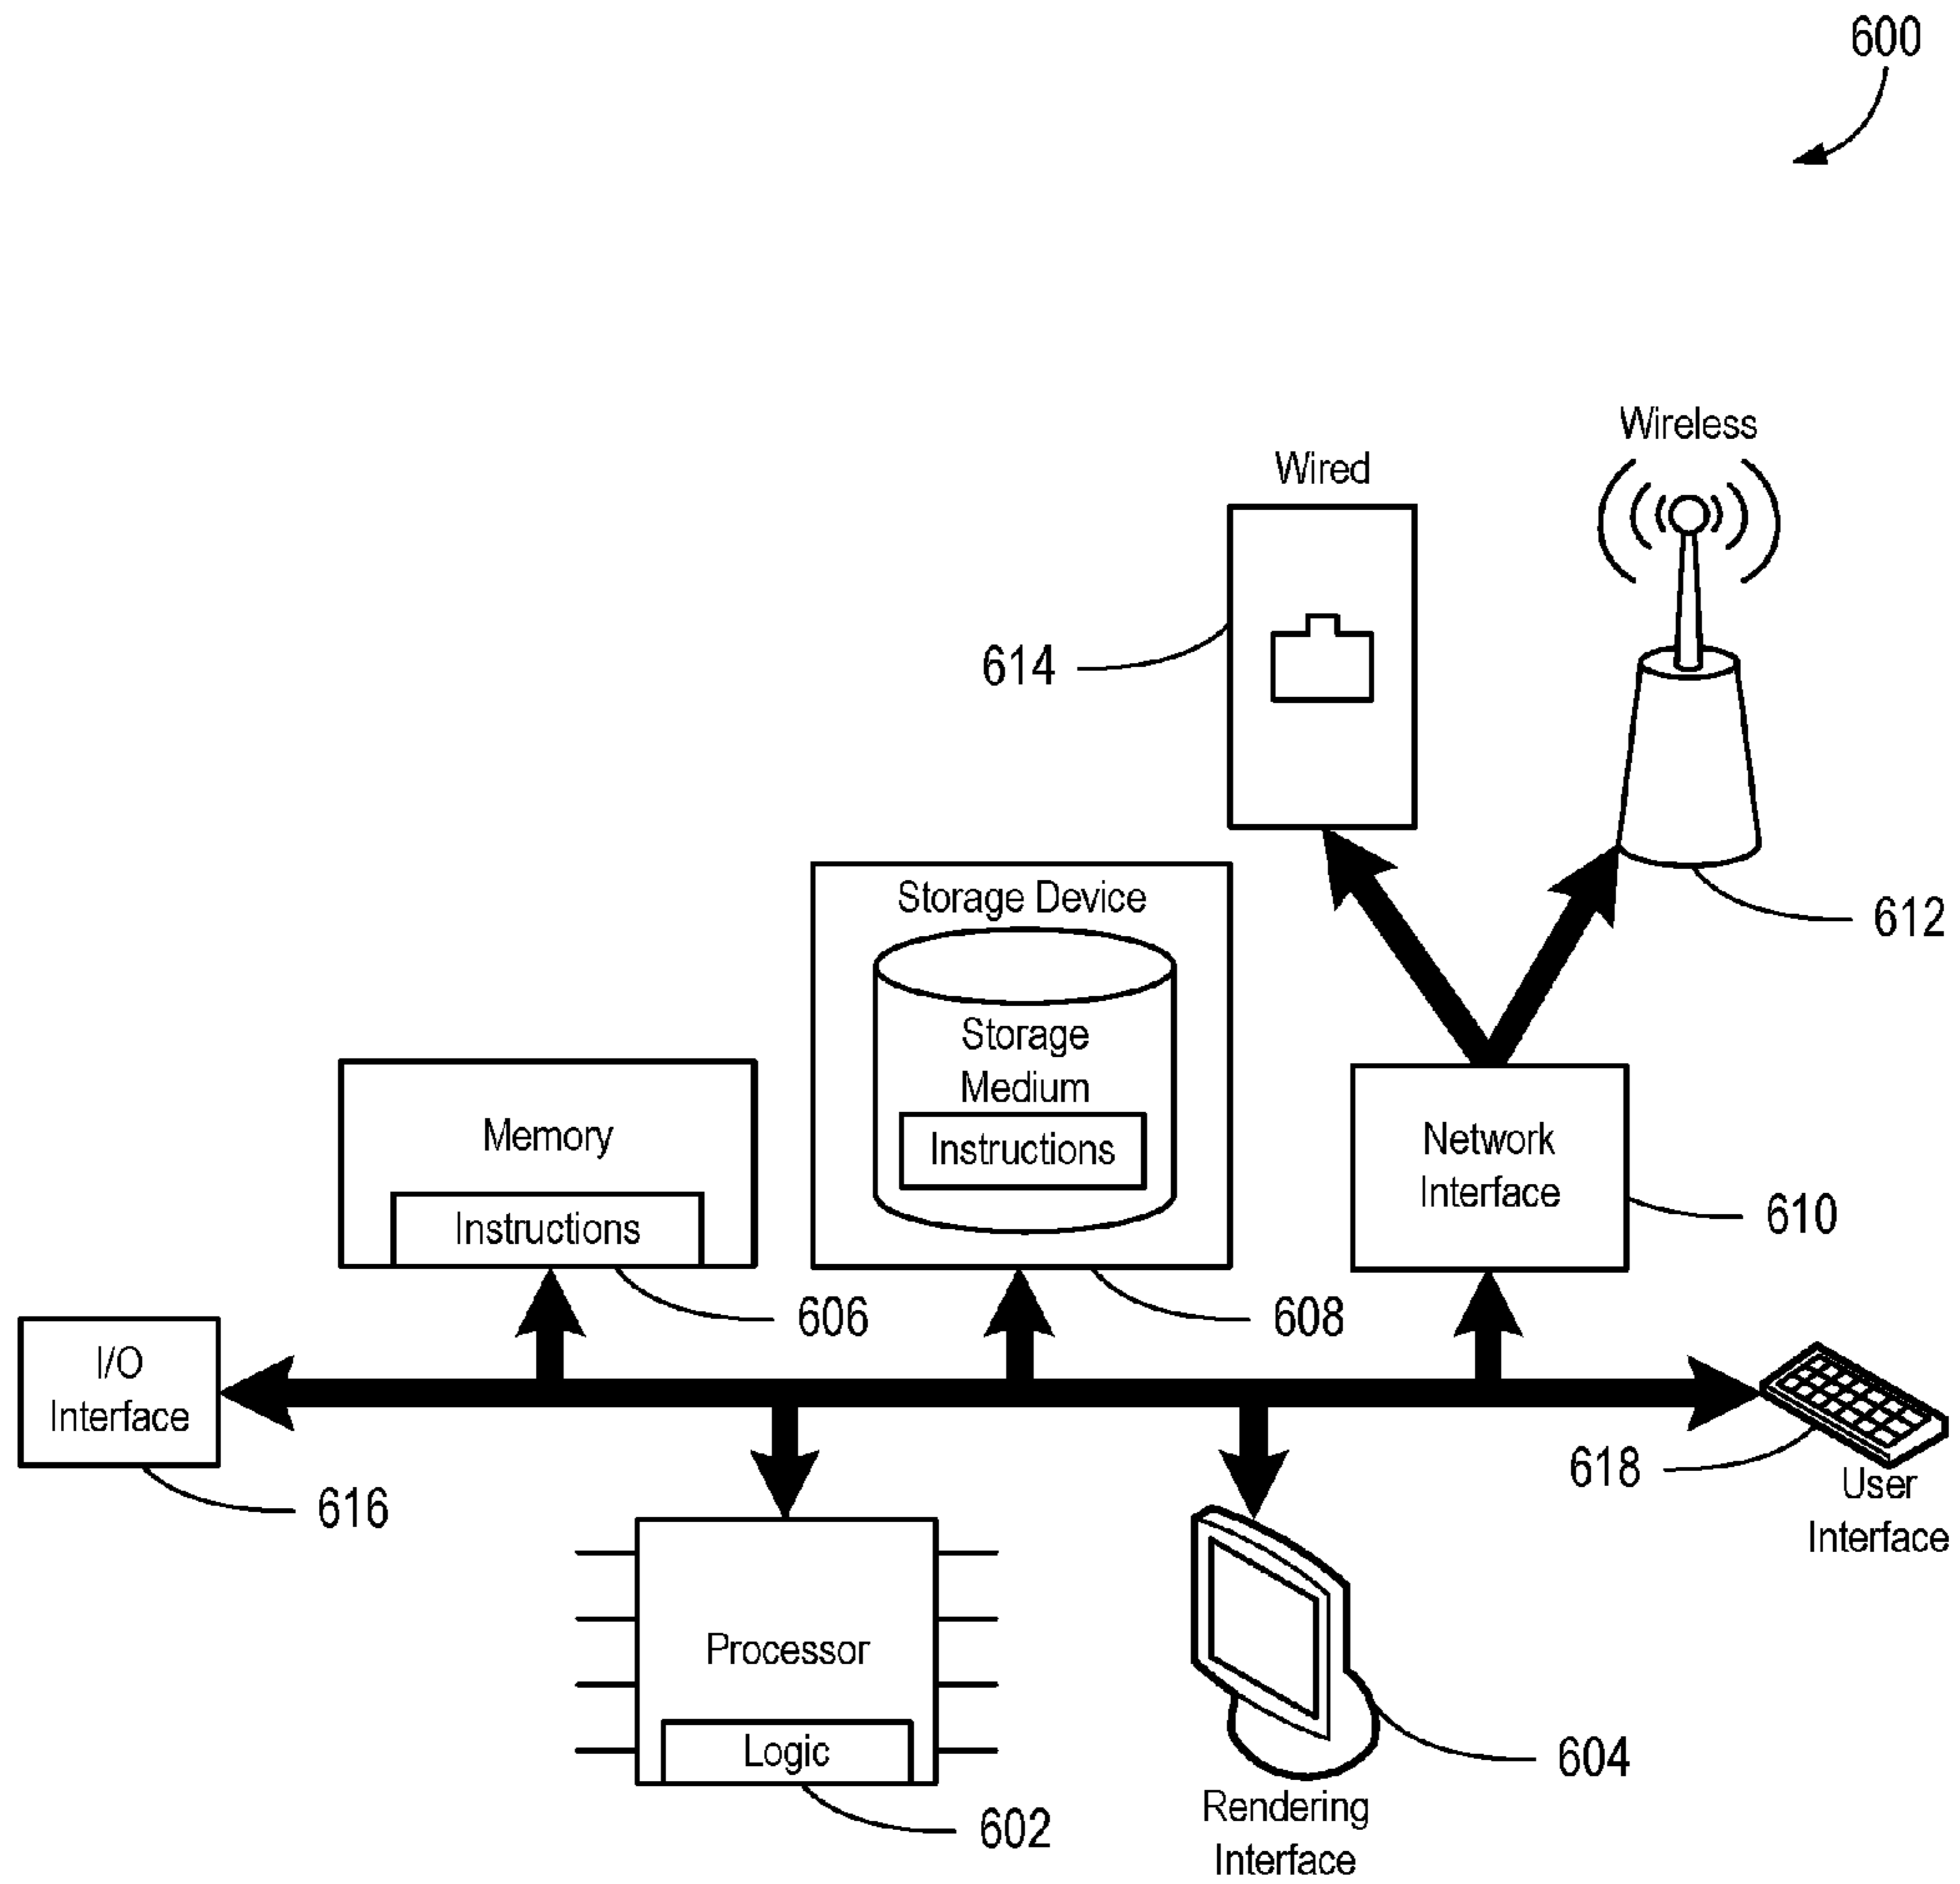 600
Wireless
Wired
614
612
Storage Device
Storage
Medium
Instructions
Memory
Instructions
Network
Interface
610
606
608
I/O
Interface
616
618
User
Interface
Processor
Logic
602
604
Rendering
Interface